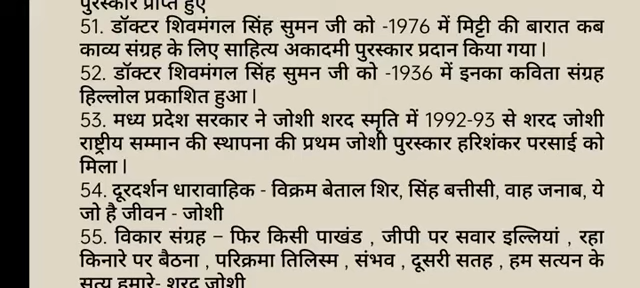 पुरस्कार प्राप्त हुए
51. डॉक्टर शिवमंगल सिंह सुमन जी को -1976 में मिट्टी की बारात कब
काव्य संग्रह के लिए साहित्य अकादमी पुरस्कार प्रदान किया गया l
52. डॉक्टर शिवमंगल सिंह सुमन जी को -1936 में इनका कविता संग्रह
हिल्लोल प्रकाशित हुआ l
53. मध्य प्रदेश सरकार ने जोशी शरद स्मृति में 1992-93 से शरद जोशी
राष्ट्रीय सम्मान की स्थापना की प्रथम जोशी पुरस्कार हरिशंकर परसाई को
मिला l
54. दूरदर्शन धारावाहिक - विक्रम बेताल शिर, सिंह बत्तीसी, वाह जनाब, ये
जो है जीवन - जोशी
55. विकार संग्रह – फिर किसी पाखंड , जीपी पर सवार इल्लियां , रहा
किनारे पर बैठना , परिक्रमा तिलिस्म , संभव , दूसरी सतह , हम सत्यन के
सत्य हमारे- शरद जोशी